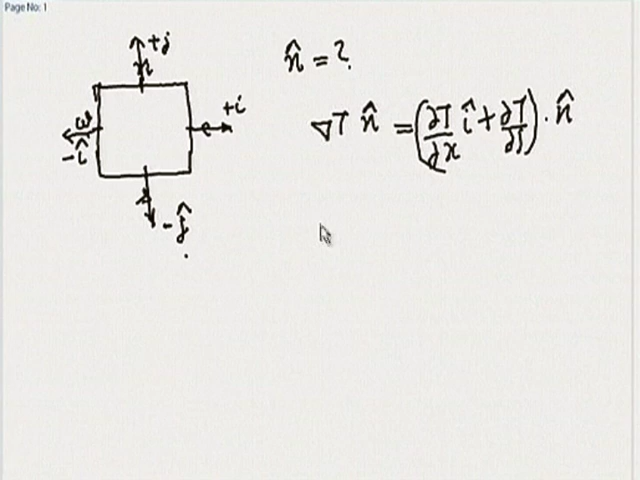 Page No: 1
+j
n
n̂ = ?
w
+i
-î
∇T n̂ = (∂T/∂x î + ∂T/∂J) · n̂
-ĵ